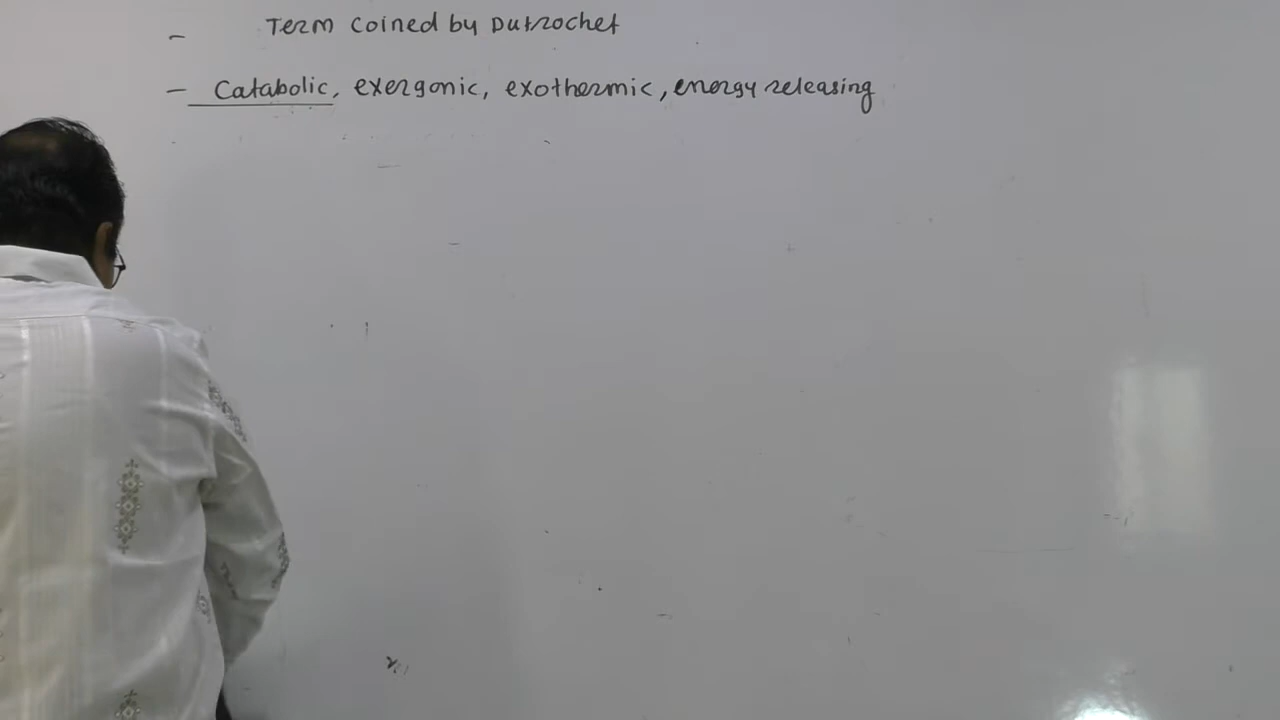 - Term coined by Dutrochet
- Catabolic, exergonic, exothermic, energy releasing